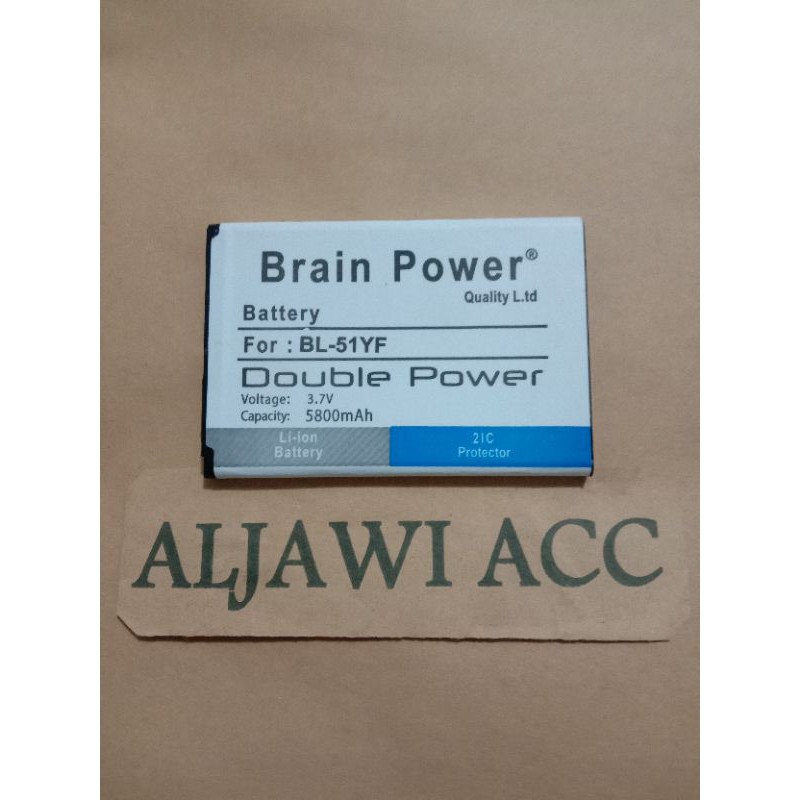 Brain Power®
Quality L.td
Battery
For : BL-51YF
Double Power
Voltage: 3.7V
Capacity: 5800mAh
Li-ion
Battery
2IC
Protector
ALJAWI ACC